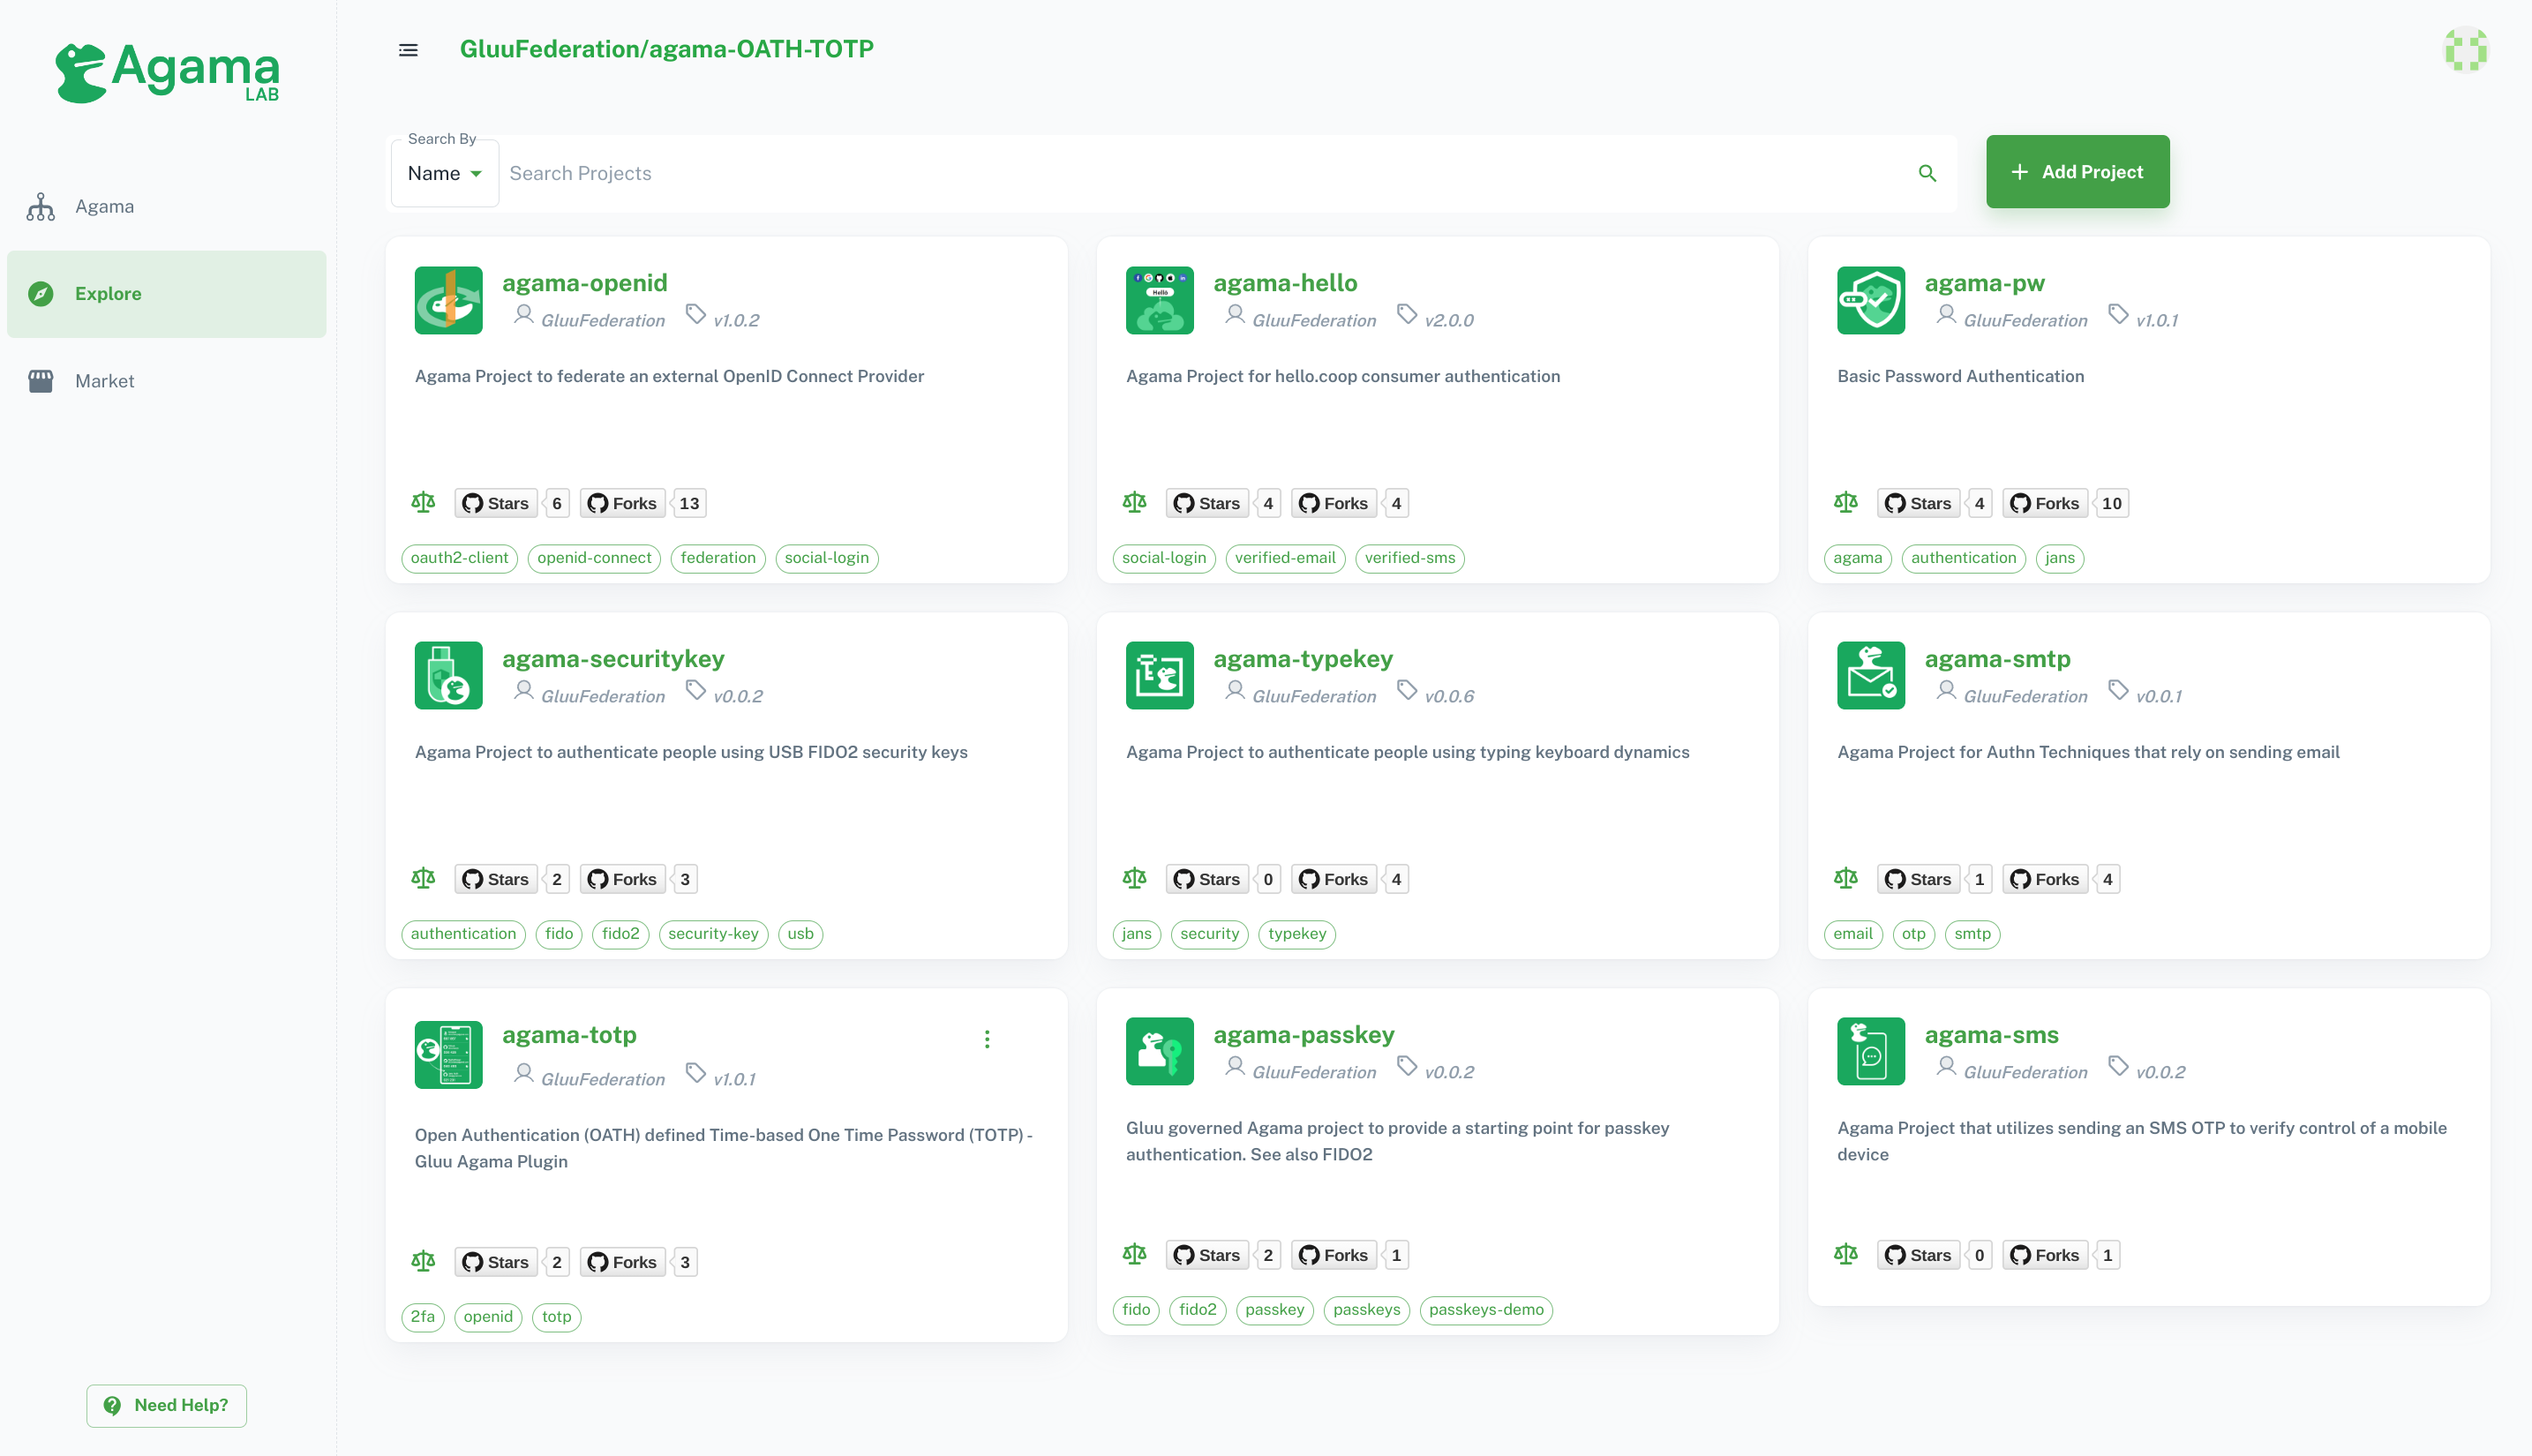 Agama
LAB
GluuFederation/agama-OATH-TOTP
Search By
Name
Search Projects
+ Add Project
Agama
Explore
Market
agama-openid
GluuFederation v1.0.2
Agama Project to federate an external OpenID Connect Provider
Stars 6 Forks 13
oauth2-client openid-connect federation social-login
agama-hello
Hellō
GluuFederation v2.0.0
Agama Project for hello.coop consumer authentication
Stars 4 Forks 4
social-login verified-email verified-sms
agama-pw
GluuFederation v1.0.1
Basic Password Authentication
Stars 4 Forks 10
agama authentication jans
agama-securitykey
GluuFederation v0.0.2
Agama Project to authenticate people using USB FIDO2 security keys
Stars 2 Forks 3
authentication fido fido2 security-key usb
agama-typekey
GluuFederation v0.0.6
Agama Project to authenticate people using typing keyboard dynamics
Stars 0 Forks 4
jans security typekey
agama-smtp
GluuFederation v0.0.1
Agama Project for Authn Techniques that rely on sending email
Stars 1 Forks 4
email otp smtp
agama-totp
GluuFederation v1.0.1
Open Authentication (OATH) defined Time-based One Time Password (TOTP) -
Gluu Agama Plugin
Stars 2 Forks 3
2fa openid totp
agama-passkey
GluuFederation v0.0.2
Gluu governed Agama project to provide a starting point for passkey
authentication. See also FIDO2
Stars 2 Forks 1
fido fido2 passkey passkeys passkeys-demo
agama-sms
GluuFederation v0.0.2
Agama Project that utilizes sending an SMS OTP to verify control of a mobile
device
Stars 0 Forks 1
Need Help?